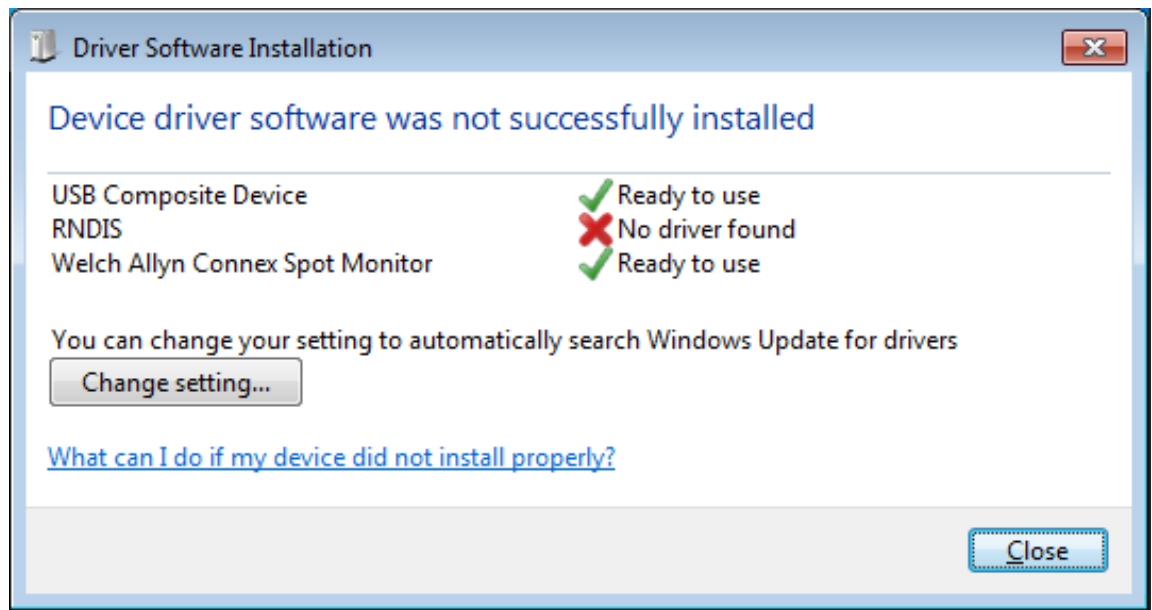 Driver Software Installation
Device driver software was not successfully installed
USB Composite Device Ready to use
RNDIS No driver found
Welch Allyn Connex Spot Monitor Ready to use
You can change your setting to automatically search Windows Update for drivers
Change setting...
What can I do if my device did not install properly?
Close